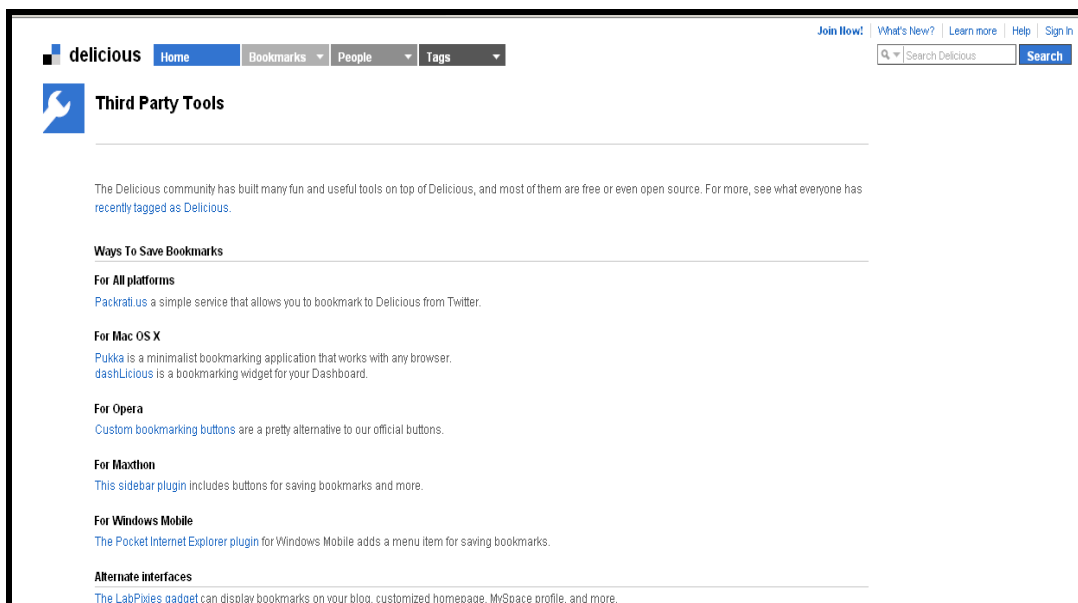 Join Now! What's New? Learn more Help Sign In
delicious Home Bookmarks People Tags Search Delicious Search
Third Party Tools
The Delicious community has built many fun and useful tools on top of Delicious, and most of them are free or even open source. For more, see what everyone has
recently tagged as Delicious.
Ways To Save Bookmarks
For All platforms
Packrati.us a simple service that allows you to bookmark to Delicious from Twitter.
For Mac OS X
Pukka is a minimalist bookmarking application that works with any browser.
dashLicious is a bookmarking widget for your Dashboard.
For Opera
Custom bookmarking buttons are a pretty alternative to our official buttons.
For Maxthon
This sidebar plugin includes buttons for saving bookmarks and more.
For Windows Mobile
The Pocket Internet Explorer plugin for Windows Mobile adds a menu item for saving bookmarks.
Alternate interfaces
The LabPixies gadget can display bookmarks on your blog, customized homepage, MySpace profile, and more.